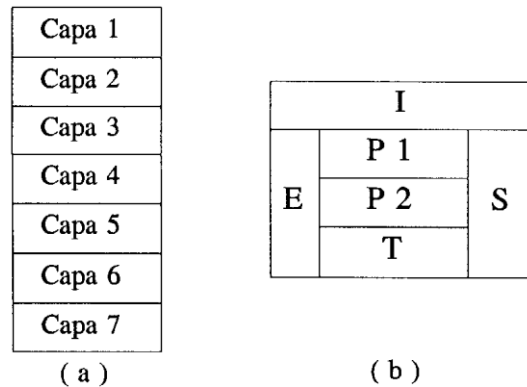 Capa 1
Capa 2
Capa 3
Capa 4
Capa 5
Capa 6
Capa 7
( a )
I
P 1
E P 2 S
T
( b )